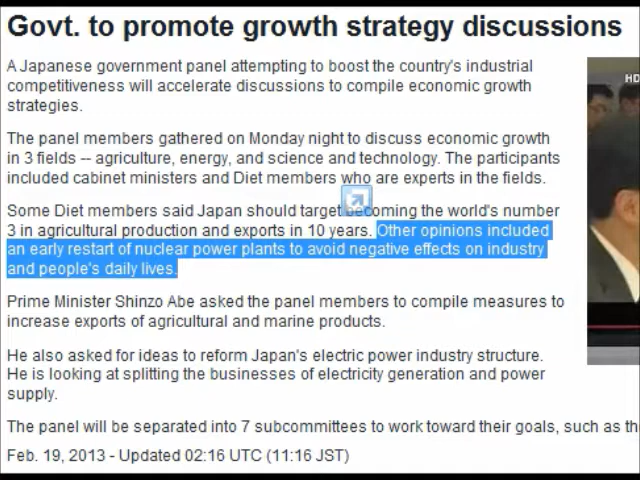 Govt. to promote growth strategy discussions
A Japanese government panel attempting to boost the country's industrial
competitiveness will accelerate discussions to compile economic growth
strategies.
The panel members gathered on Monday night to discuss economic growth
in 3 fields -- agriculture, energy, and science and technology. The participants
included cabinet ministers and Diet members who are experts in the fields.
Some Diet members said Japan should target becoming the world's number
3 in agricultural production and exports in 10 years. Other opinions included
an early restart of nuclear power plants to avoid negative effects on industry
and people's daily lives.
Prime Minister Shinzo Abe asked the panel members to compile measures to
increase exports of agricultural and marine products.
He also asked for ideas to reform Japan's electric power industry structure.
He is looking at splitting the businesses of electricity generation and power
supply.
The panel will be separated into 7 subcommittees to work toward their goals, such as
Feb. 19, 2013 - Updated 02:16 UTC (11:16 JST)
HD